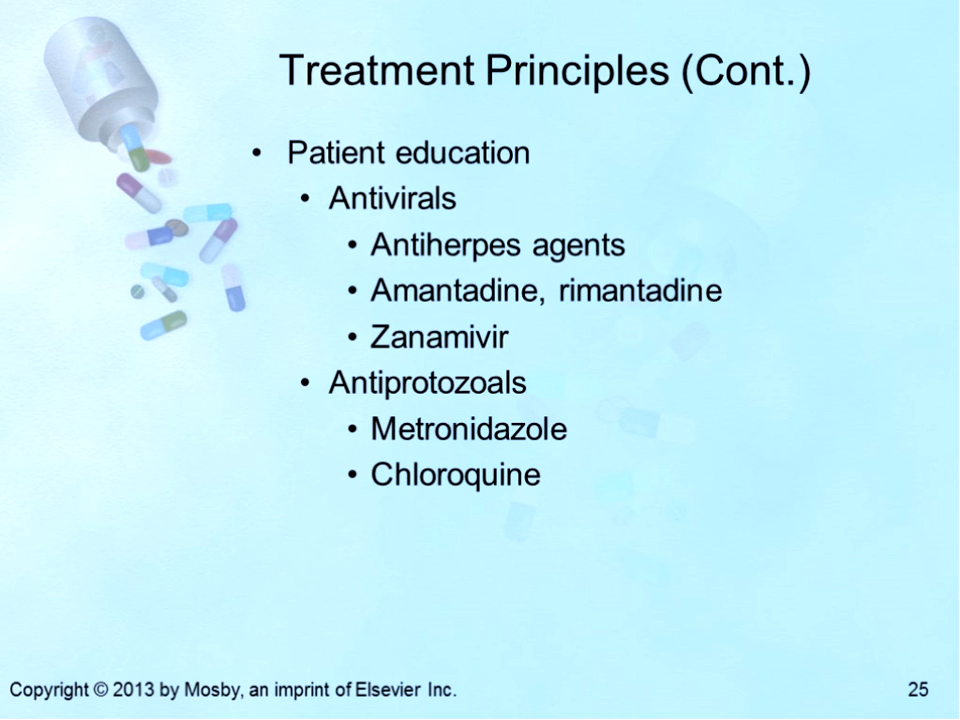 Treatment Principles (Cont.)
• Patient education
• Antivirals
• Antiherpes agents
• Amantadine, rimantadine
• Zanamivir
• Antiprotozoals
• Metronidazole
• Chloroquine
Copyright © 2013 by Mosby, an imprint of Elsevier Inc.
25